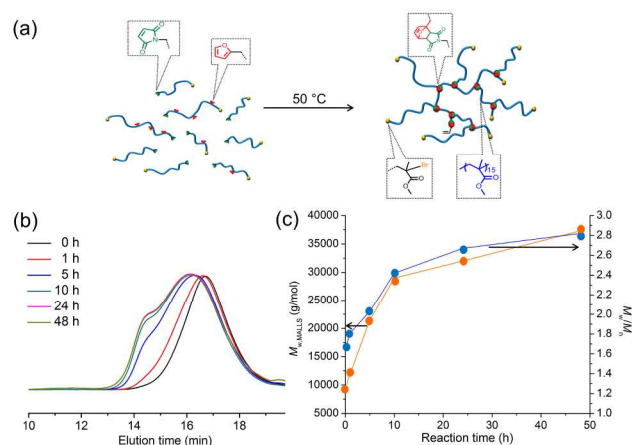 (a)
O
N
O
O
50 °C
O
O
N
O
Br
O
O
15
O
O
(b)
0 h
1 h
5 h
10 h
24 h
48 h
10 12 14 16 18
Elution time (min)
(c)
40000
35000
30000
25000
20000
15000
10000
5000
Mw,MALLS (g/mol)
0 10 20 30 40 50
Reaction time (h)
3.0
2.8
2.6
2.4
2.2
2.0
1.8
1.6
1.4
1.2
Mw/Mn